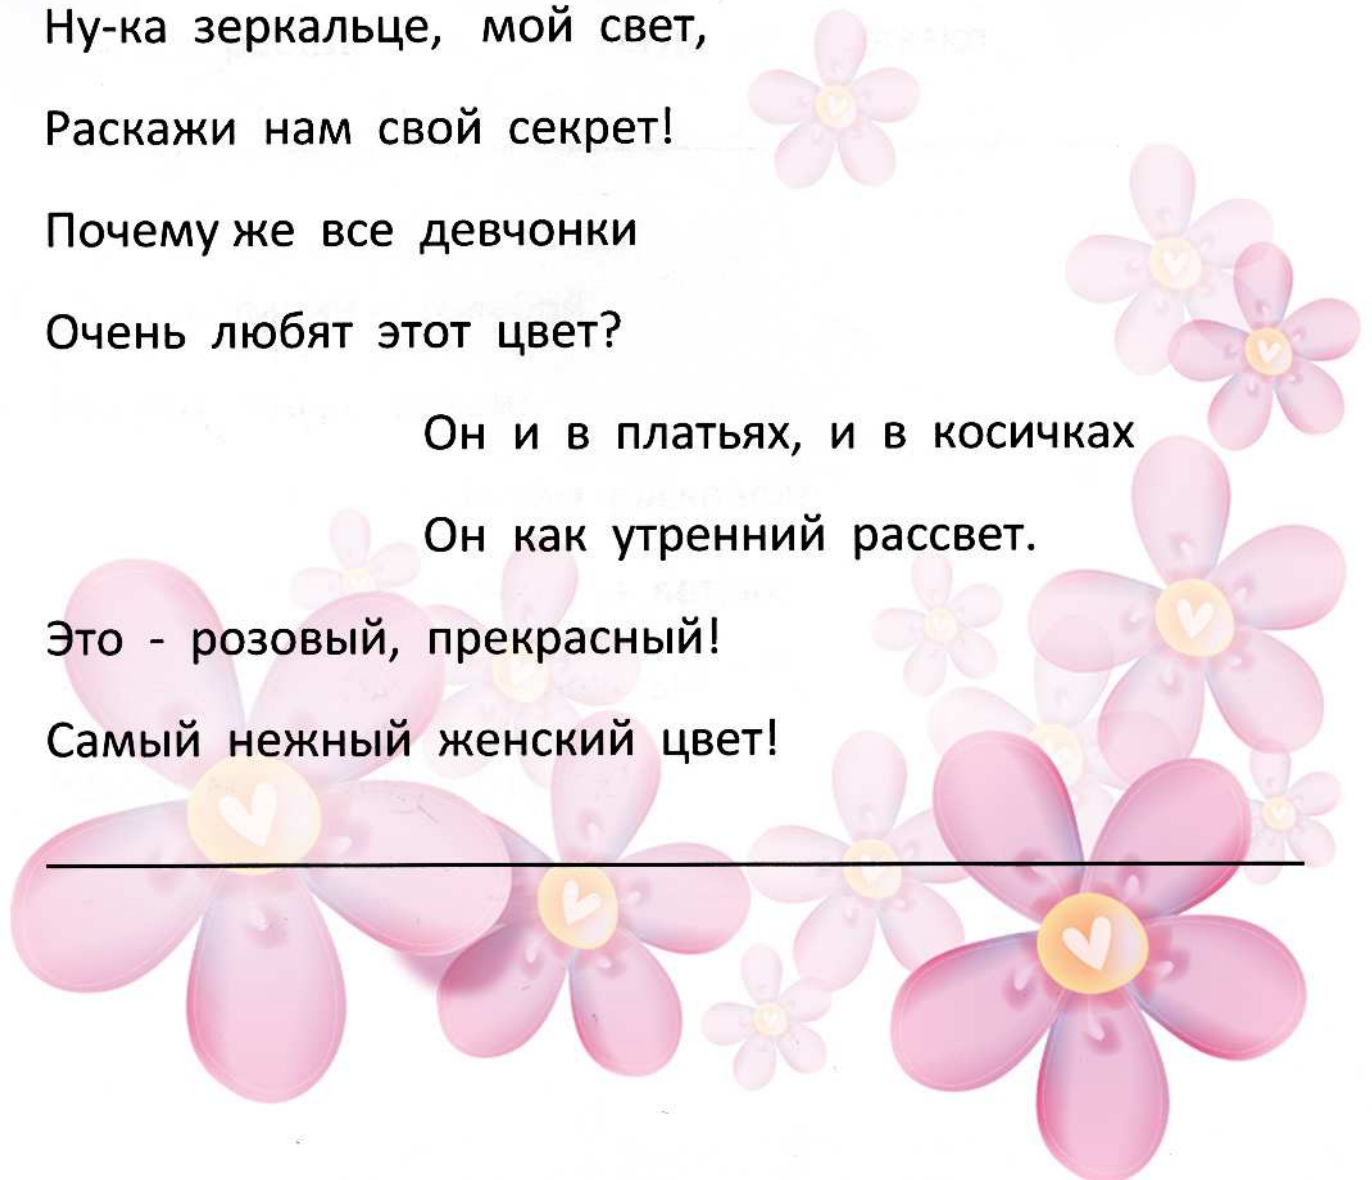 Ну-ка зеркальце, мой свет,
Раскажи нам свой секрет!
Почему же все девчонки
Очень любят этот цвет?
Он и в платьях, и в косичках
Он как утренний рассвет.
Это - розовый, прекрасный!
Самый нежный женский цвет!